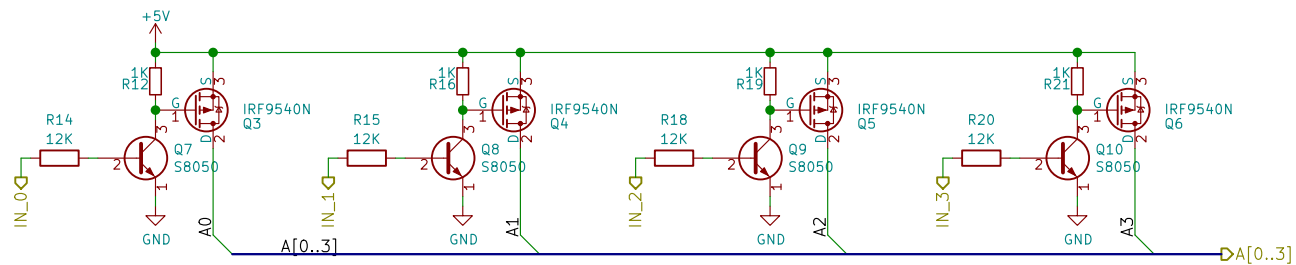 +5V
1K
R12
S
3
G
1
IRF9540N
Q3
D
2
R14
12K
3
2
Q7
S8050
1
IN_0
GND
A0
1K
R16
S
3
G
1
IRF9540N
Q4
D
2
R15
12K
3
2
Q8
S8050
1
IN_1
GND
A1
1K
R19
S
3
G
1
IRF9540N
Q5
D
2
R18
12K
3
2
Q9
S8050
1
IN_2
GND
A2
1K
R21
S
3
G
1
IRF9540N
Q6
D
2
R20
12K
3
2
Q10
S8050
1
IN_3
GND
A3
A[0..3]
A[0..3]